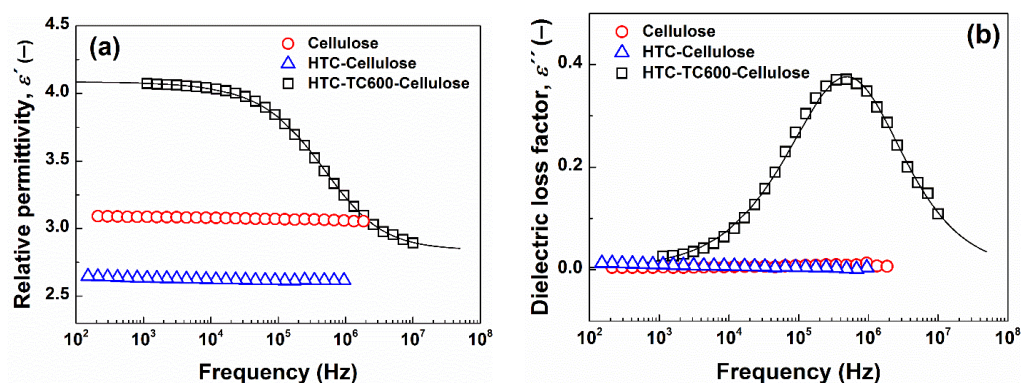 (a)
Cellulose
HTC-Cellulose
HTC-TC600-Cellulose
4.5
4.0
3.5
3.0
2.5
Relative permittivity, ε′ (–)
10² 10³ 10⁴ 10⁵ 10⁶ 10⁷ 10⁸
Frequency (Hz)
(b)
Cellulose
HTC-Cellulose
HTC-TC600-Cellulose
0.4
0.2
0.0
Dielectric loss factor, ε′′ (–)
10² 10³ 10⁴ 10⁵ 10⁶ 10⁷ 10⁸
Frequency (Hz)